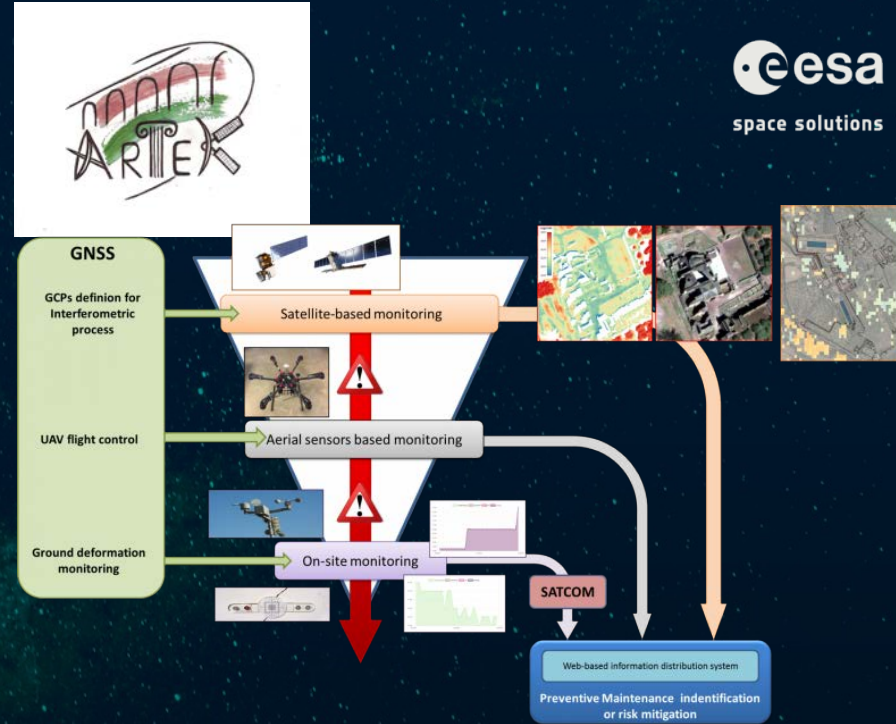 ARTEK
esa
space solutions
GNSS
GCPs definion for
Interferometric
process
Satellite-based monitoring
UAV flight control
Aerial sensors based monitoring
Ground deformation
monitoring
On-site monitoring
SATCOM
Web-based information distribution system
Preventive Maintenance indentification
or risk mitigation